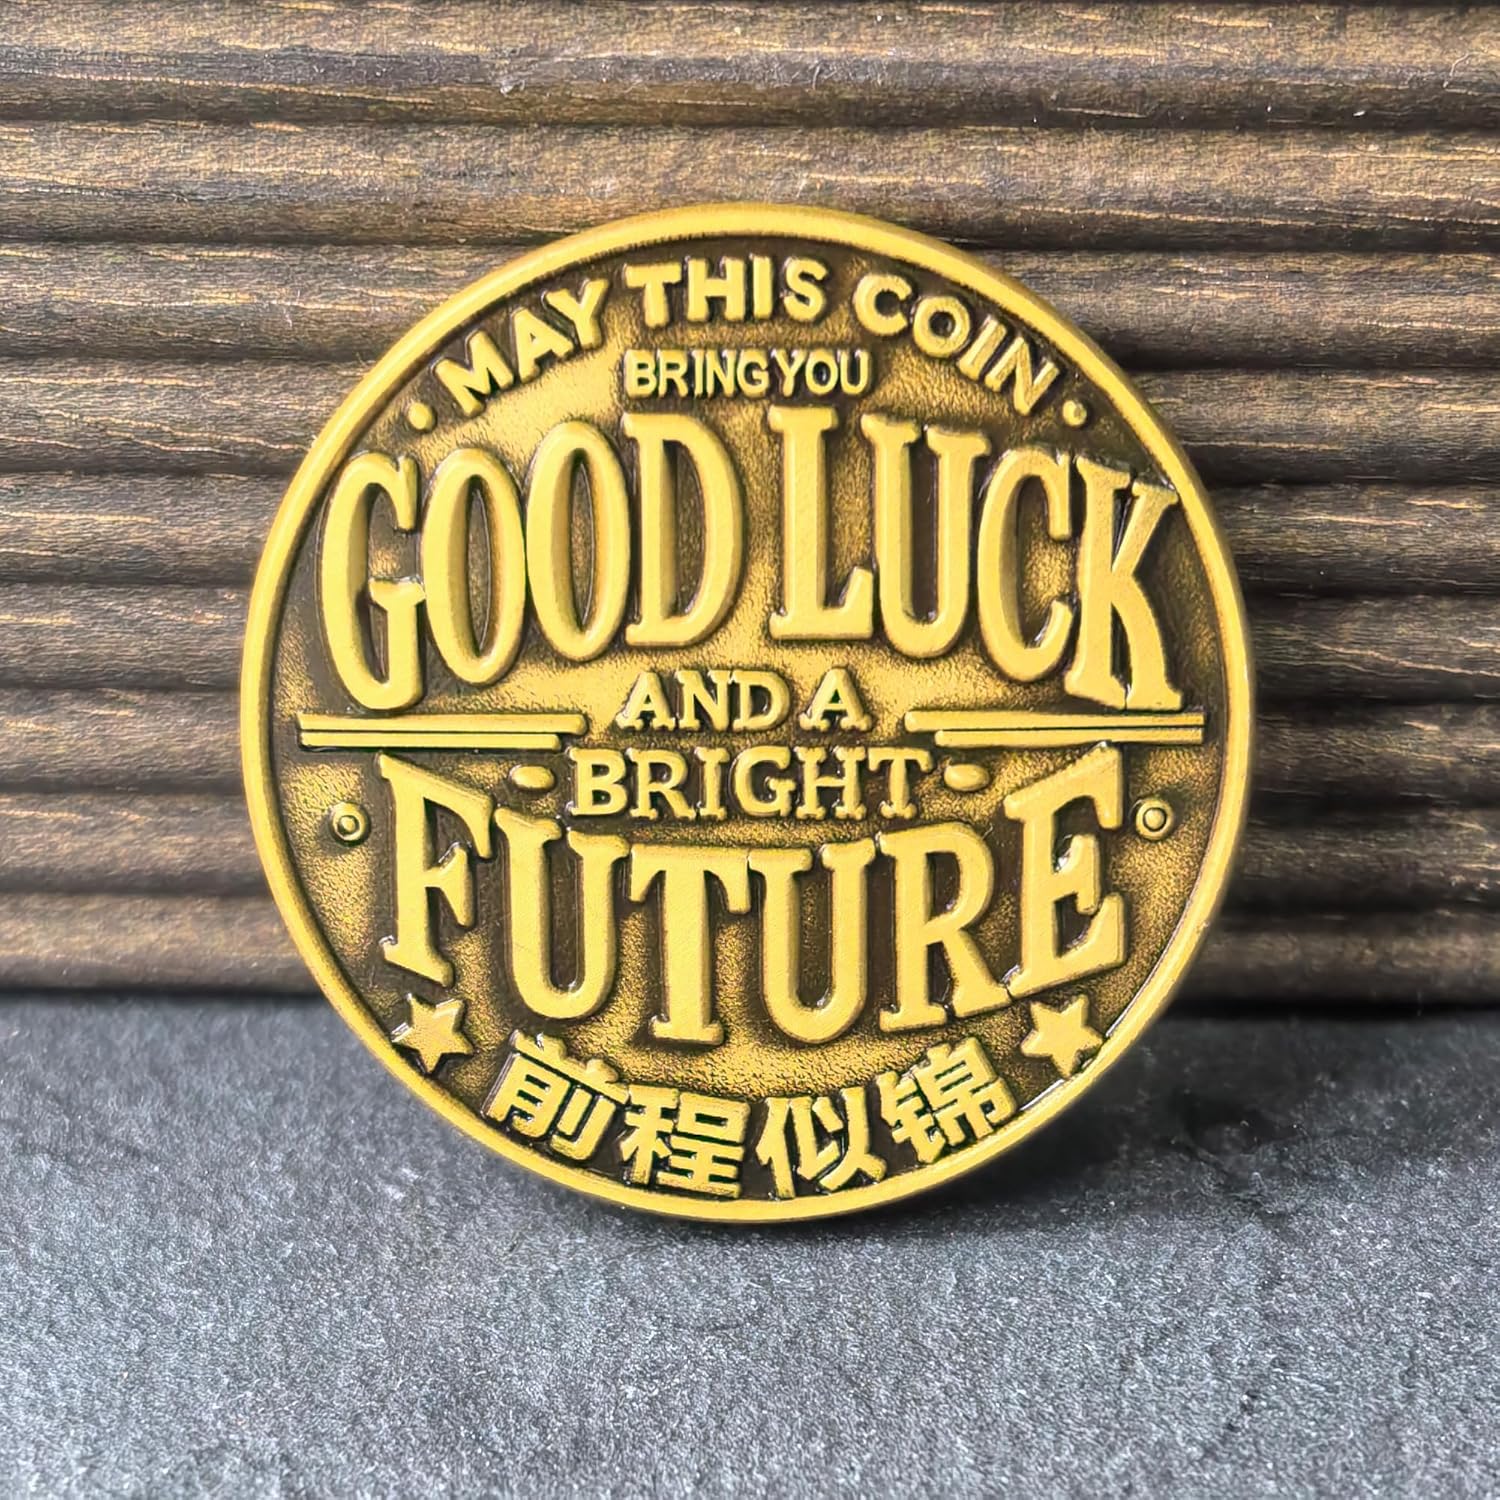 MAY THIS COIN
BRING YOU
GOOD LUCK
AND A
BRIGHT
FUTURE
前程似锦